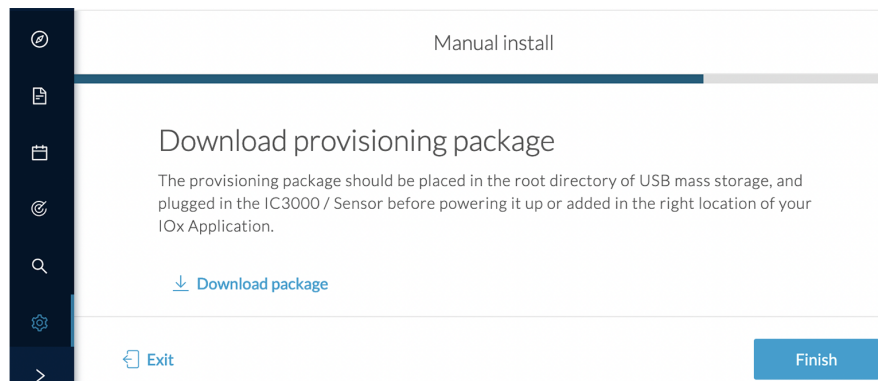 Manual install
Download provisioning package
The provisioning package should be placed in the root directory of USB mass storage, and
plugged in the IC3000 / Sensor before powering it up or added in the right location of your
IOx Application.
Download package
Exit
Finish